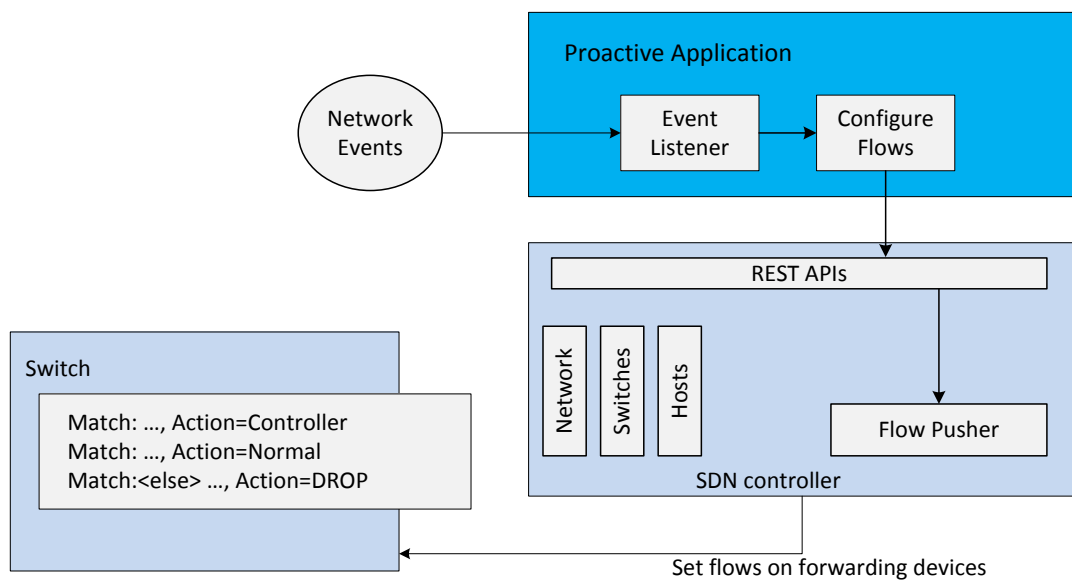 Proactive Application
Network
Events
Event
Listener
Configure
Flows
REST APIs
Network
Switches
Hosts
Flow Pusher
SDN controller
Switch
Match: …, Action=Controller
Match: …, Action=Normal
Match:<else> …, Action=DROP
Set flows on forwarding devices